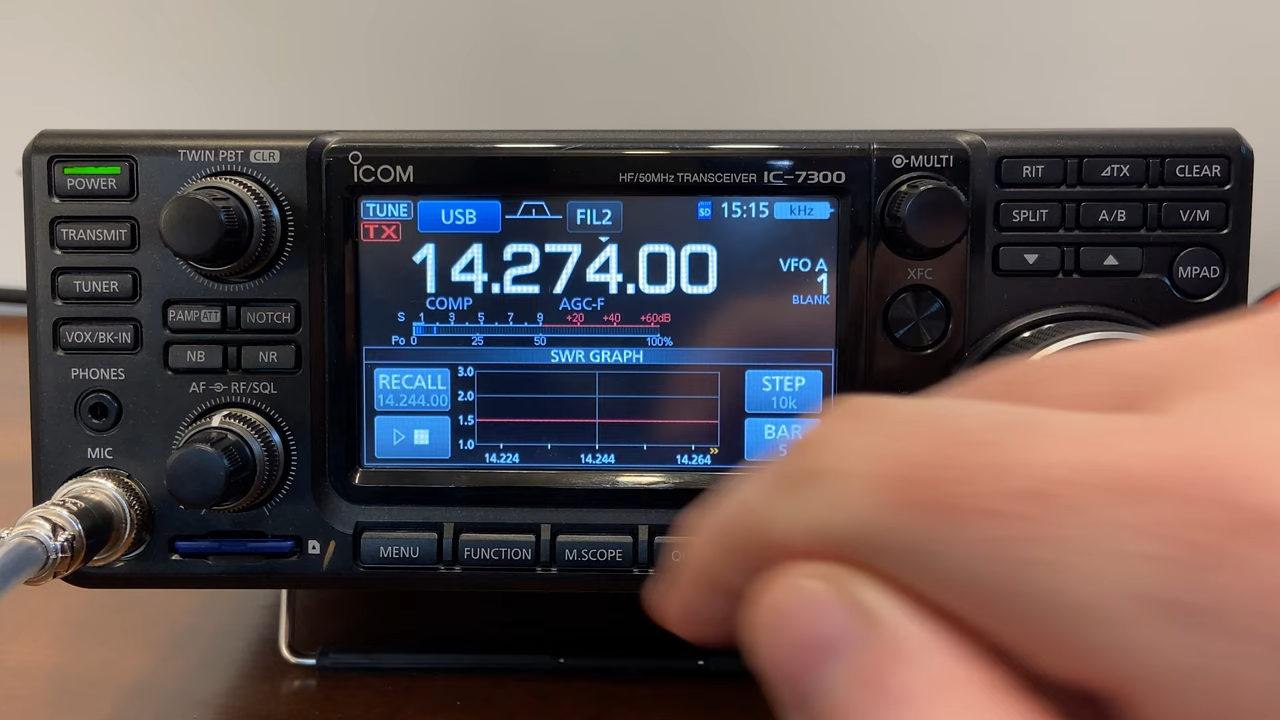 TWIN PBT CLR
POWER
TRANSMIT
TUNER
VOX/BK-IN
P.AMP ATT
NOTCH
NB
NR
PHONES
AF RF/SQL
MIC
ICOM
HF/50MHz TRANSCEIVER IC-7300
TUNE
USB
FIL2
SD
15:15
kHz
TX
14.274.00
VFO A
1
BLANK
COMP
AGC-F
S 1 3 5 7 9 +20 +40 +60dB
Po 0 25 50 100%
SWR GRAPH
RECALL
14.244.00
3.0
2.0
1.5
1.0
14.224 14.244 14.264
STEP
10k
BAR
5
MENU
FUNCTION
M.SCOPE
MULTI
XFC
RIT
⊿TX
CLEAR
SPLIT
A/B
V/M
MPAD